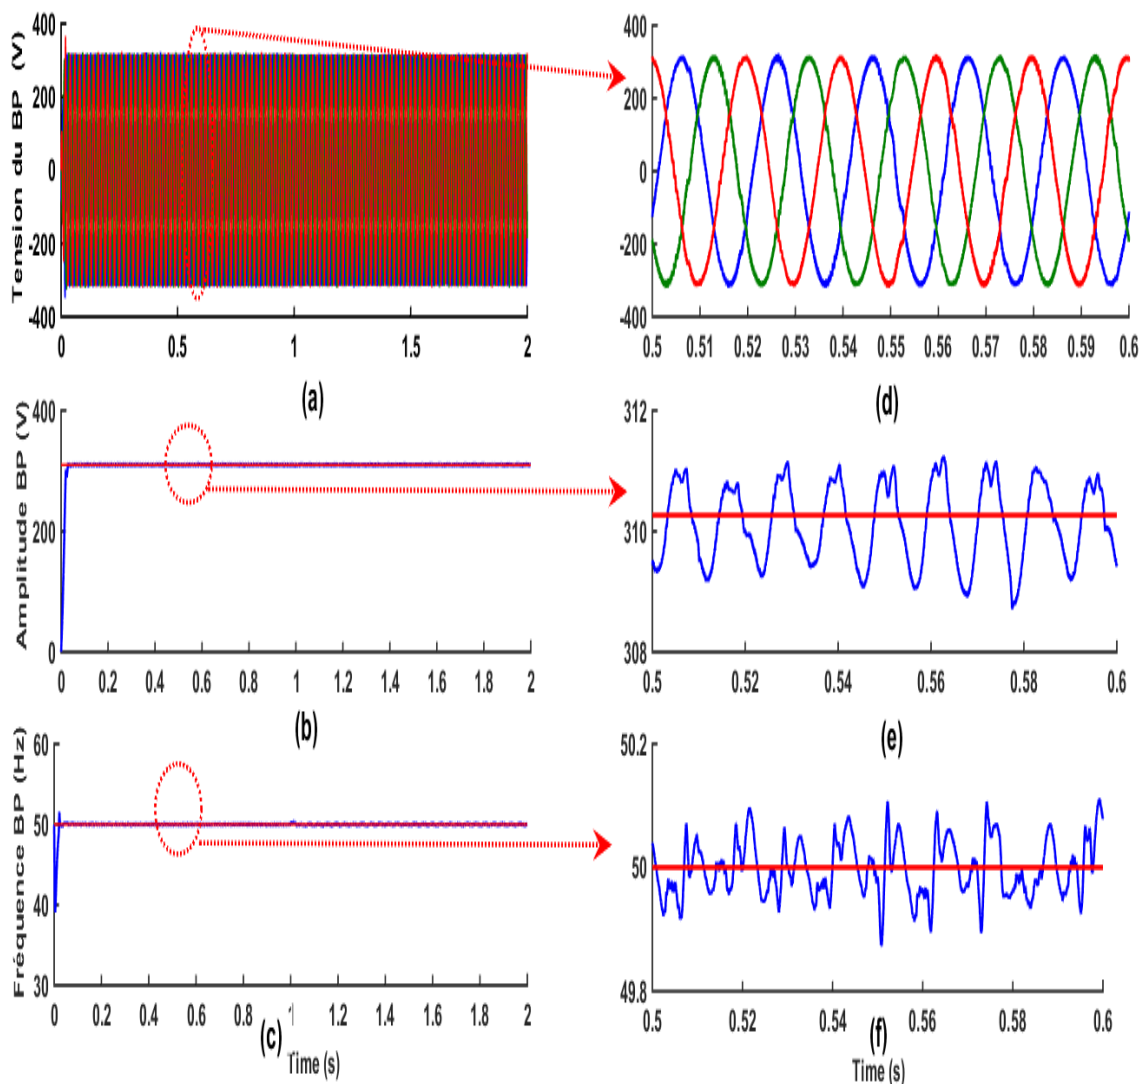 Tension du BP (V)
400
200
0
-200
-400
0 0.5 1 1.5 2
(a)
400
200
0
-200
-400
0.5 0.51 0.52 0.53 0.54 0.55 0.56 0.57 0.58 0.59 0.6
(d)
Amplitude BP (V)
400
200
0
0 0.2 0.4 0.6 0.8 1 1.2 1.4 1.6 1.8 2
(b)
312
310
308
0.5 0.52 0.54 0.56 0.58 0.6
(e)
Fréquence BP (Hz)
60
50
40
30
0 0.2 0.4 0.6 0.8 1 1.2 1.4 1.6 1.8 2
(c)
Time (s)
50.2
50
49.8
0.5 0.52 0.54 0.56 0.58 0.6
(f)
Time (s)